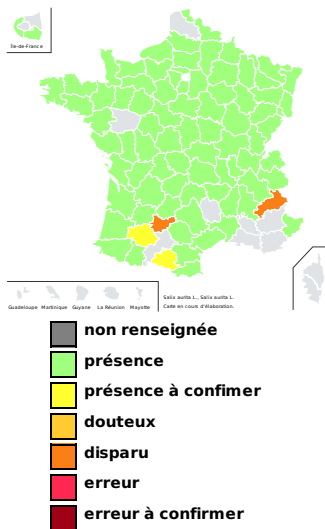 Île-de-France
Guadeloupe Martinique Guyane La Réunion Mayotte
Salix aurita L., Salix aurita L.
Carte en cours d'élaboration.
non renseignée
présence
présence à confimer
douteux
disparu
erreur
erreur à confirmer